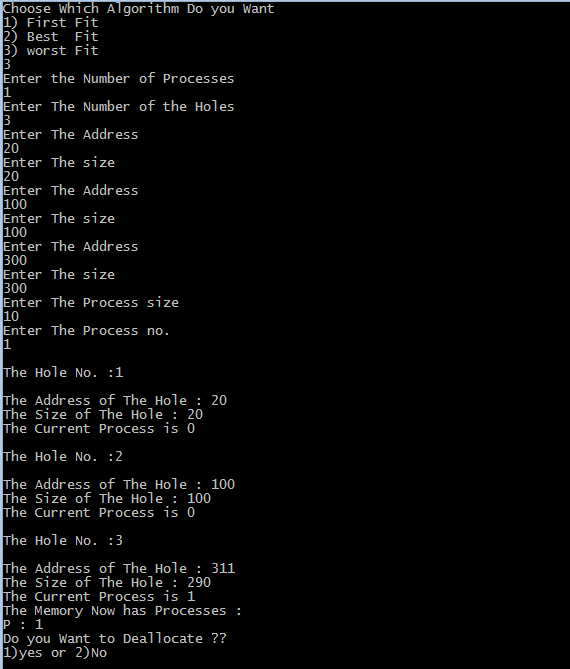 Choose Which Algorithm Do you Want
1) First Fit
2) Best  Fit
3) worst Fit
3
Enter the Number of Processes
1
Enter The Number of the Holes
3
Enter The Address
20
Enter The size
20
Enter The Address
100
Enter The size
100
Enter The Address
300
Enter The size
300
Enter The Process size
10
Enter The Process no.
1
The Hole No. :1
The Address of The Hole : 20
The Size of The Hole : 20
The Current Process is 0
The Hole No. :2
The Address of The Hole : 100
The Size of The Hole : 100
The Current Process is 0
The Hole No. :3
The Address of The Hole : 311
The Size of The Hole : 290
The Current Process is 1
The Memory Now has Processes :
P : 1
Do you Want to Deallocate ??
1)yes or 2)No